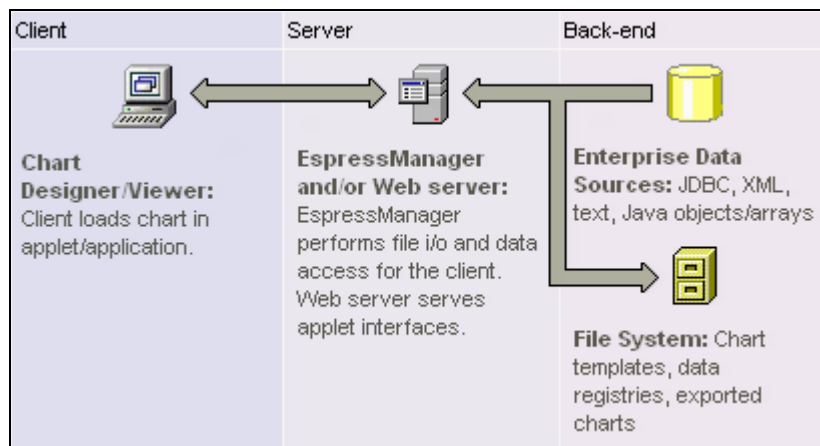 Client
Server
Back-end
Chart
Designer/Viewer:
Client loads chart in
applet/application.
EspressManager
and/or Web server:
EspressManager
performs file i/o and data
access for the client.
Web server serves
applet interfaces.
Enterprise Data
Sources: JDBC, XML,
text, Java objects/arrays
File System: Chart
templates, data
registries, exported
charts